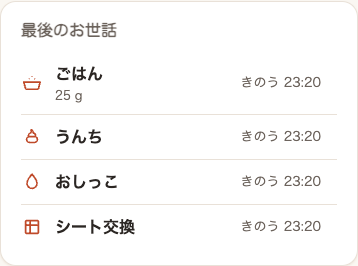 最後のお世話
ごはん
25 g
きのう 23:20
うんち
きのう 23:20
おしっこ
きのう 23:20
シート交換
きのう 23:20